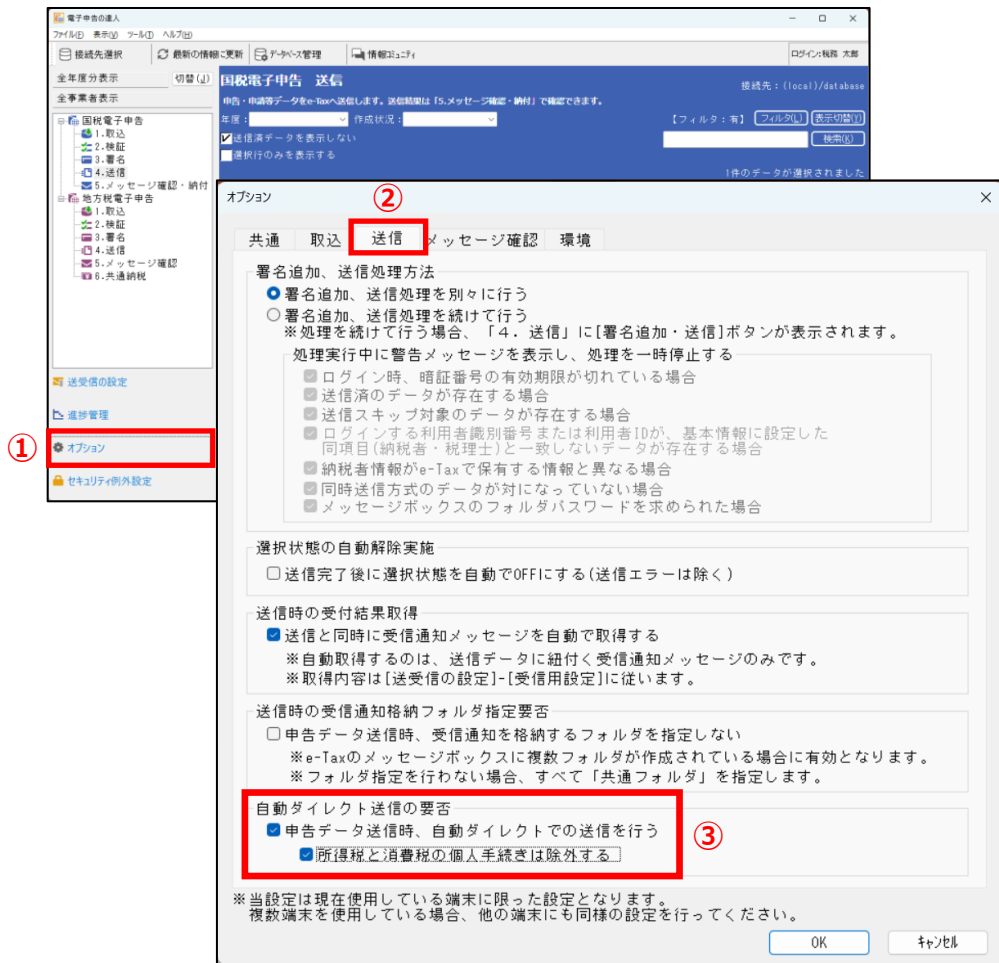 電子申告の達人
ファイル(F) 表示(V) ツール(T) ヘルプ(H)
接続先選択 最新の情報に更新 データベース管理 情報コミュニティ ログイン:税務 太郎
全年度分表示 切替(J)
全事業者表示
国税電子申告 送信
接続先:(local)/database
申告・申請等データをe-Taxへ送信します。送信結果は「5.メッセージ確認・納付」で確認できます。
年度: 作成状況: 【フィルタ:有】 フィルタ(L) 表示切替(Y)
送信済データを表示しない
検索(K)
選択行のみを表示する
1件のデータが選択されました
国税電子申告
1.取込
2.検証
3.署名
4.送信
5.メッセージ確認・納付
地方税電子申告
1.取込
2.検証
3.署名
4.送信
5.メッセージ確認
6.共通納税
送受信の設定
進捗管理
①
オプション
セキュリティ例外設定
オプション
②
共通 取込 送信 メッセージ確認 環境
署名追加、送信処理方法
署名追加、送信処理を別々に行う
署名追加、送信処理を続けて行う
※処理を続けて行う場合、「4.送信」に[署名追加・送信]ボタンが表示されます。
処理実行中に警告メッセージを表示し、処理を一時停止する
ログイン時、暗証番号の有効期限が切れている場合
送信済のデータが存在する場合
送信スキップ対象のデータが存在する場合
ログインする利用者識別番号または利用者IDが、基本情報に設定した
同項目(納税者・税理士)と一致しないデータが存在する場合
納税者情報がe-Taxで保有する情報と異なる場合
同時送信方式のデータが対になっていない場合
メッセージボックスのフォルダパスワードを求められた場合
選択状態の自動解除実施
送信完了後に選択状態を自動でOFFにする(送信エラーは除く)
送信時の受付結果取得
送信と同時に受信通知メッセージを自動で取得する
※自動取得するのは、送信データに紐付く受信通知メッセージのみです。
※取得内容は[送受信の設定]-[受信用設定]に従います。
送信時の受信通知格納フォルダ指定要否
申告データ送信時、受信通知を格納するフォルダを指定しない
※e-Taxのメッセージボックスに複数フォルダが作成されている場合に有効となります。
※フォルダ指定を行わない場合、すべて「共通フォルダ」を指定します。
自動ダイレクト送信の要否
申告データ送信時、自動ダイレクトでの送信を行う
③
所得税と消費税の個人手続きは除外する
※当設定は現在使用している端末に限った設定となります。
複数端末を使用している場合、他の端末にも同様の設定を行ってください。
OK キャンセル